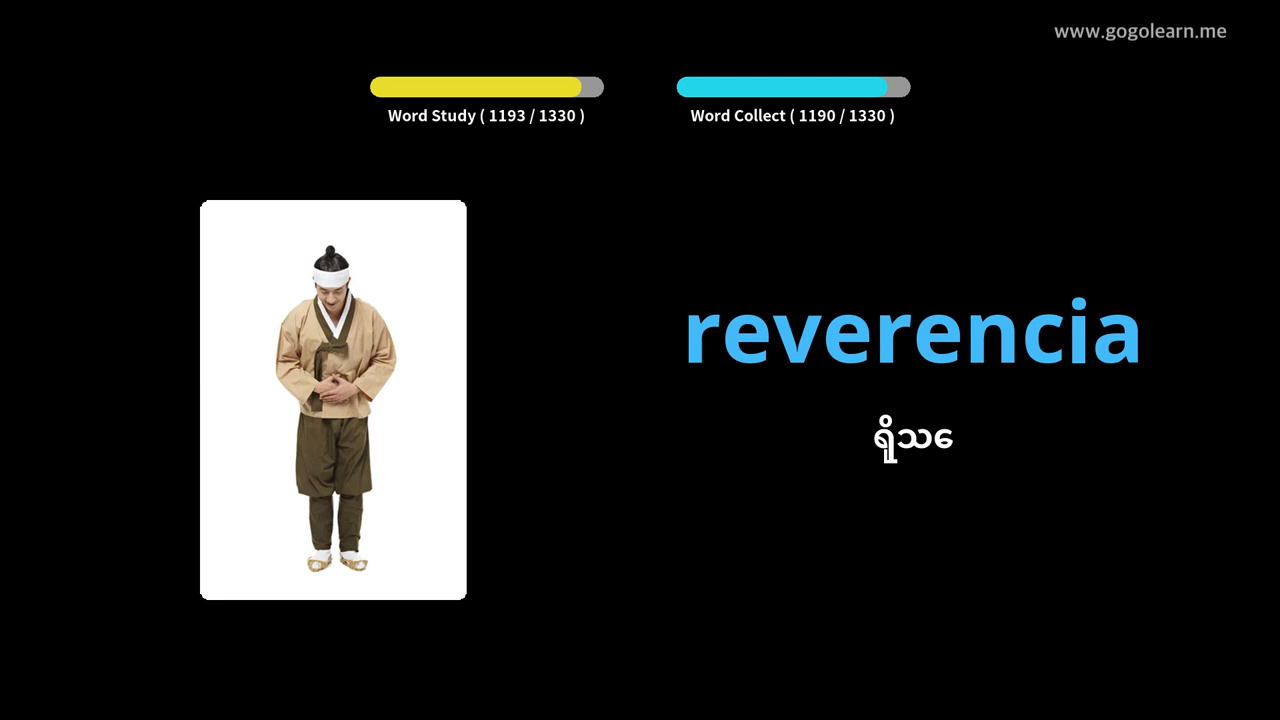 www.gogolearn.me
Word Study ( 1193 / 1330 )
Word Collect ( 1190 / 1330 )
reverencia
ရိုသေ